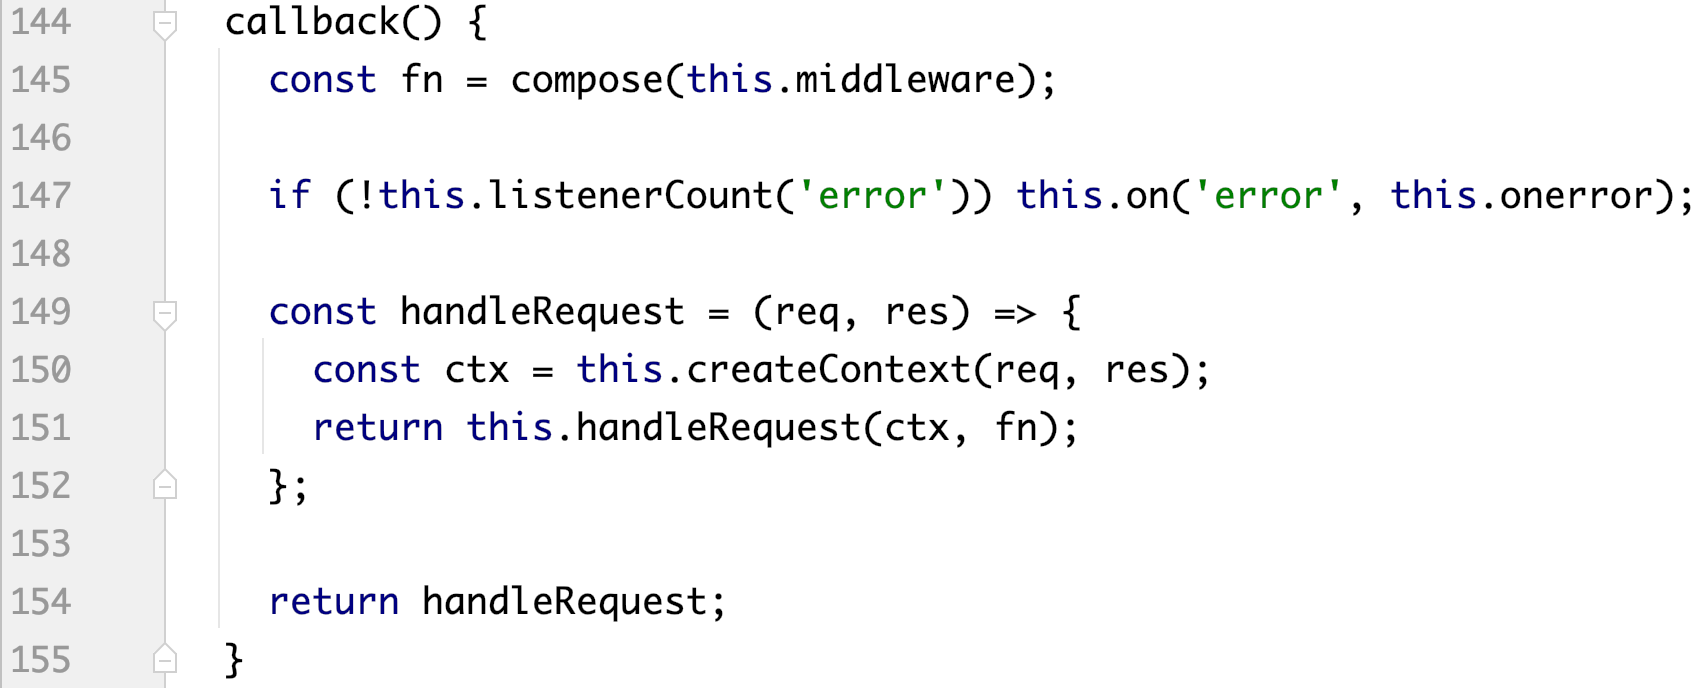 144 callback() {
145 const fn = compose(this.middleware);
146
147 if (!this.listenerCount('error')) this.on('error', this.onerror);
148
149 const handleRequest = (req, res) => {
150 const ctx = this.createContext(req, res);
151 return this.handleRequest(ctx, fn);
152 };
153
154 return handleRequest;
155 }